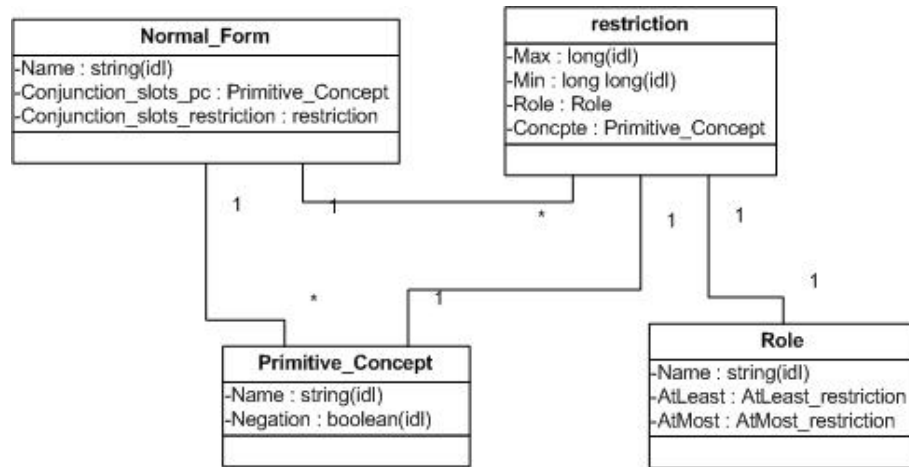 Normal_Form
-Name : string(idl)
-Conjunction_slots_pc : Primitive_Concept
-Conjunction_slots_restriction : restriction
restriction
-Max : long(idl)
-Min : long long(idl)
-Role : Role
-Concpte : Primitive_Concept
1
1
*
1
1
*
1
1
Primitive_Concept
-Name : string(idl)
-Negation : boolean(idl)
Role
-Name : string(idl)
-AtLeast : AtLeast_restriction
-AtMost : AtMost_restriction